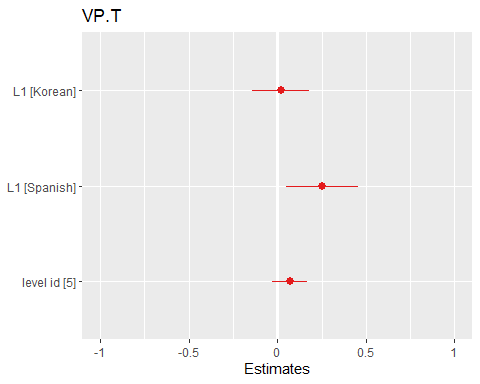 VP.T
L1 [Korean]
L1 [Spanish]
level id [5]
-1 -0.5 0 0.5 1
Estimates